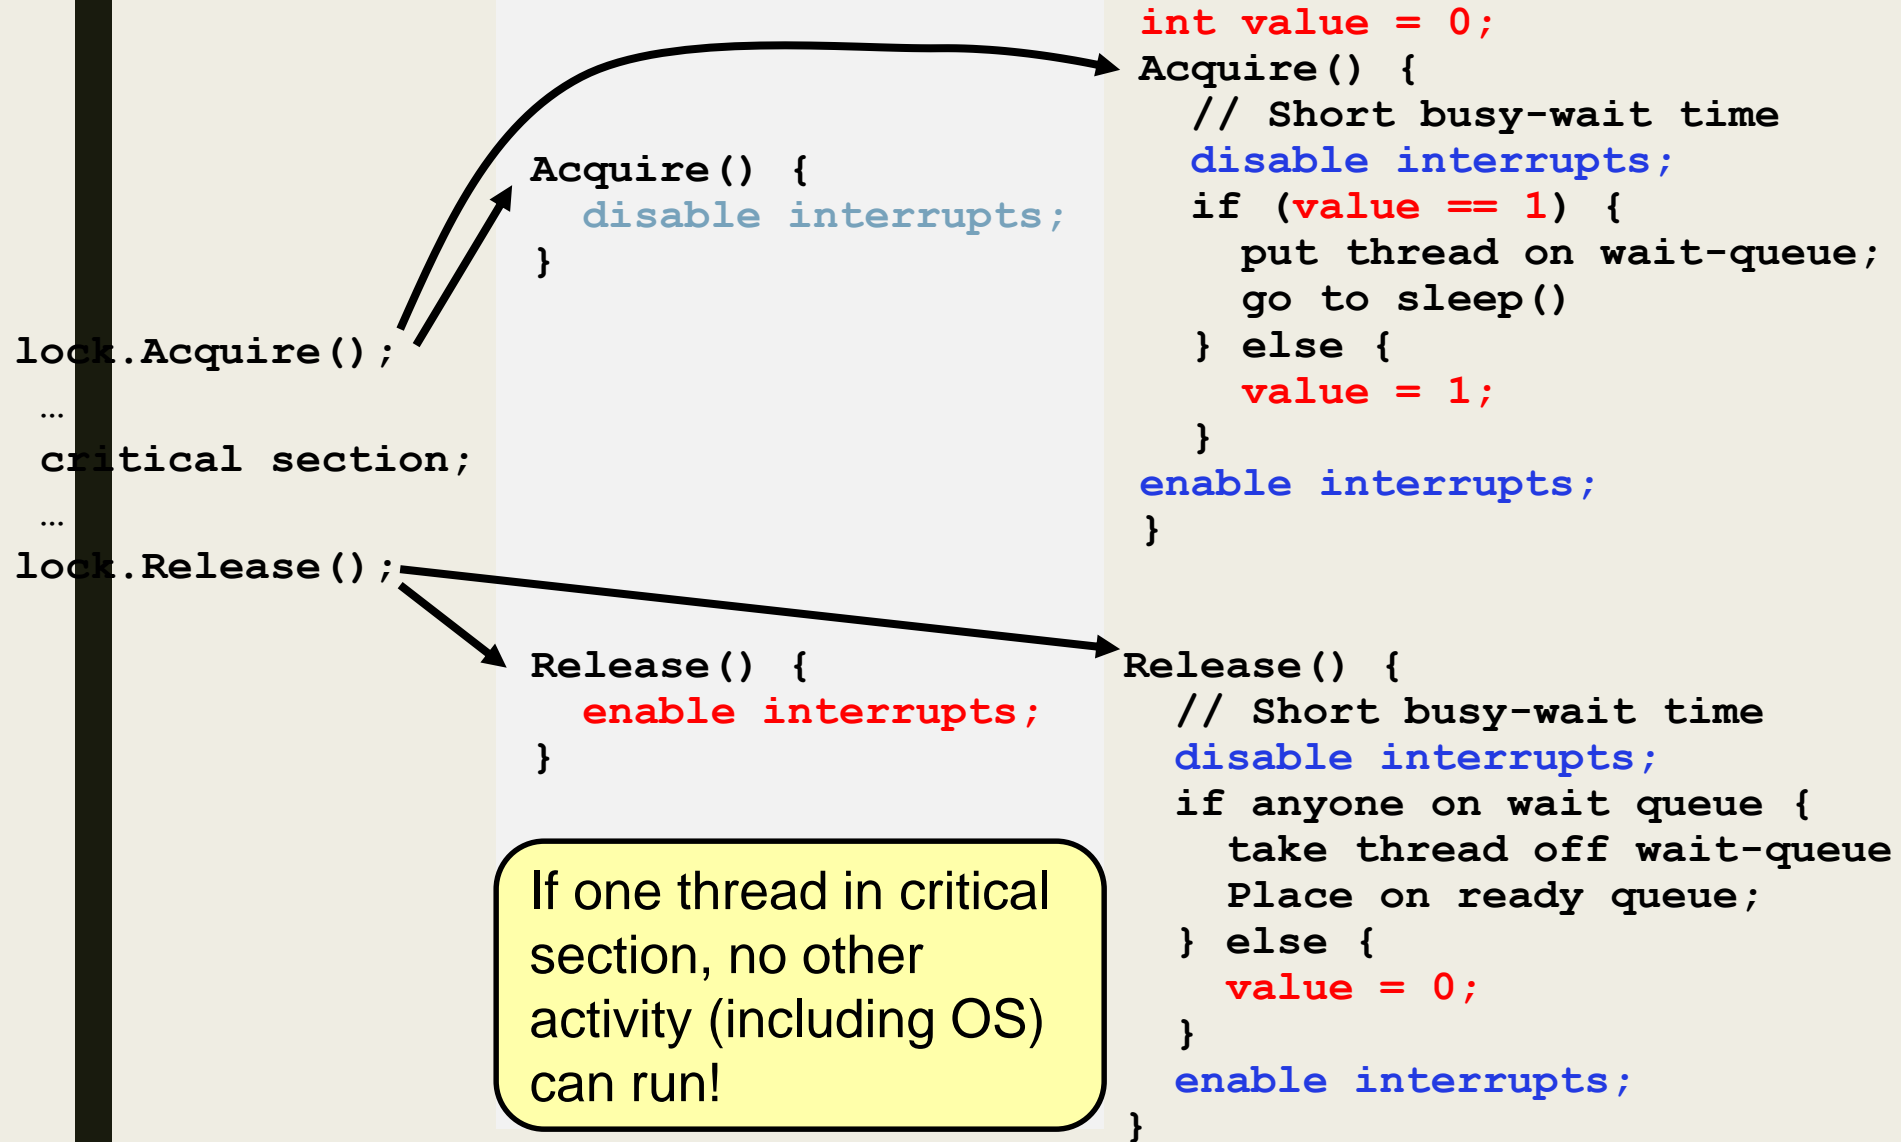 lock.Acquire();
…
critical section;
…
lock.Release();
Acquire() {
disable interrupts;
}
Release() {
enable interrupts;
}
If one thread in critical
section, no other
activity (including OS)
can run!
int value = 0;
Acquire() {
// Short busy-wait time
disable interrupts;
if (value == 1) {
put thread on wait-queue;
go to sleep()
} else {
value = 1;
}
enable interrupts;
}
Release() {
// Short busy-wait time
disable interrupts;
if anyone on wait queue {
take thread off wait-queue
Place on ready queue;
} else {
value = 0;
}
enable interrupts;
}